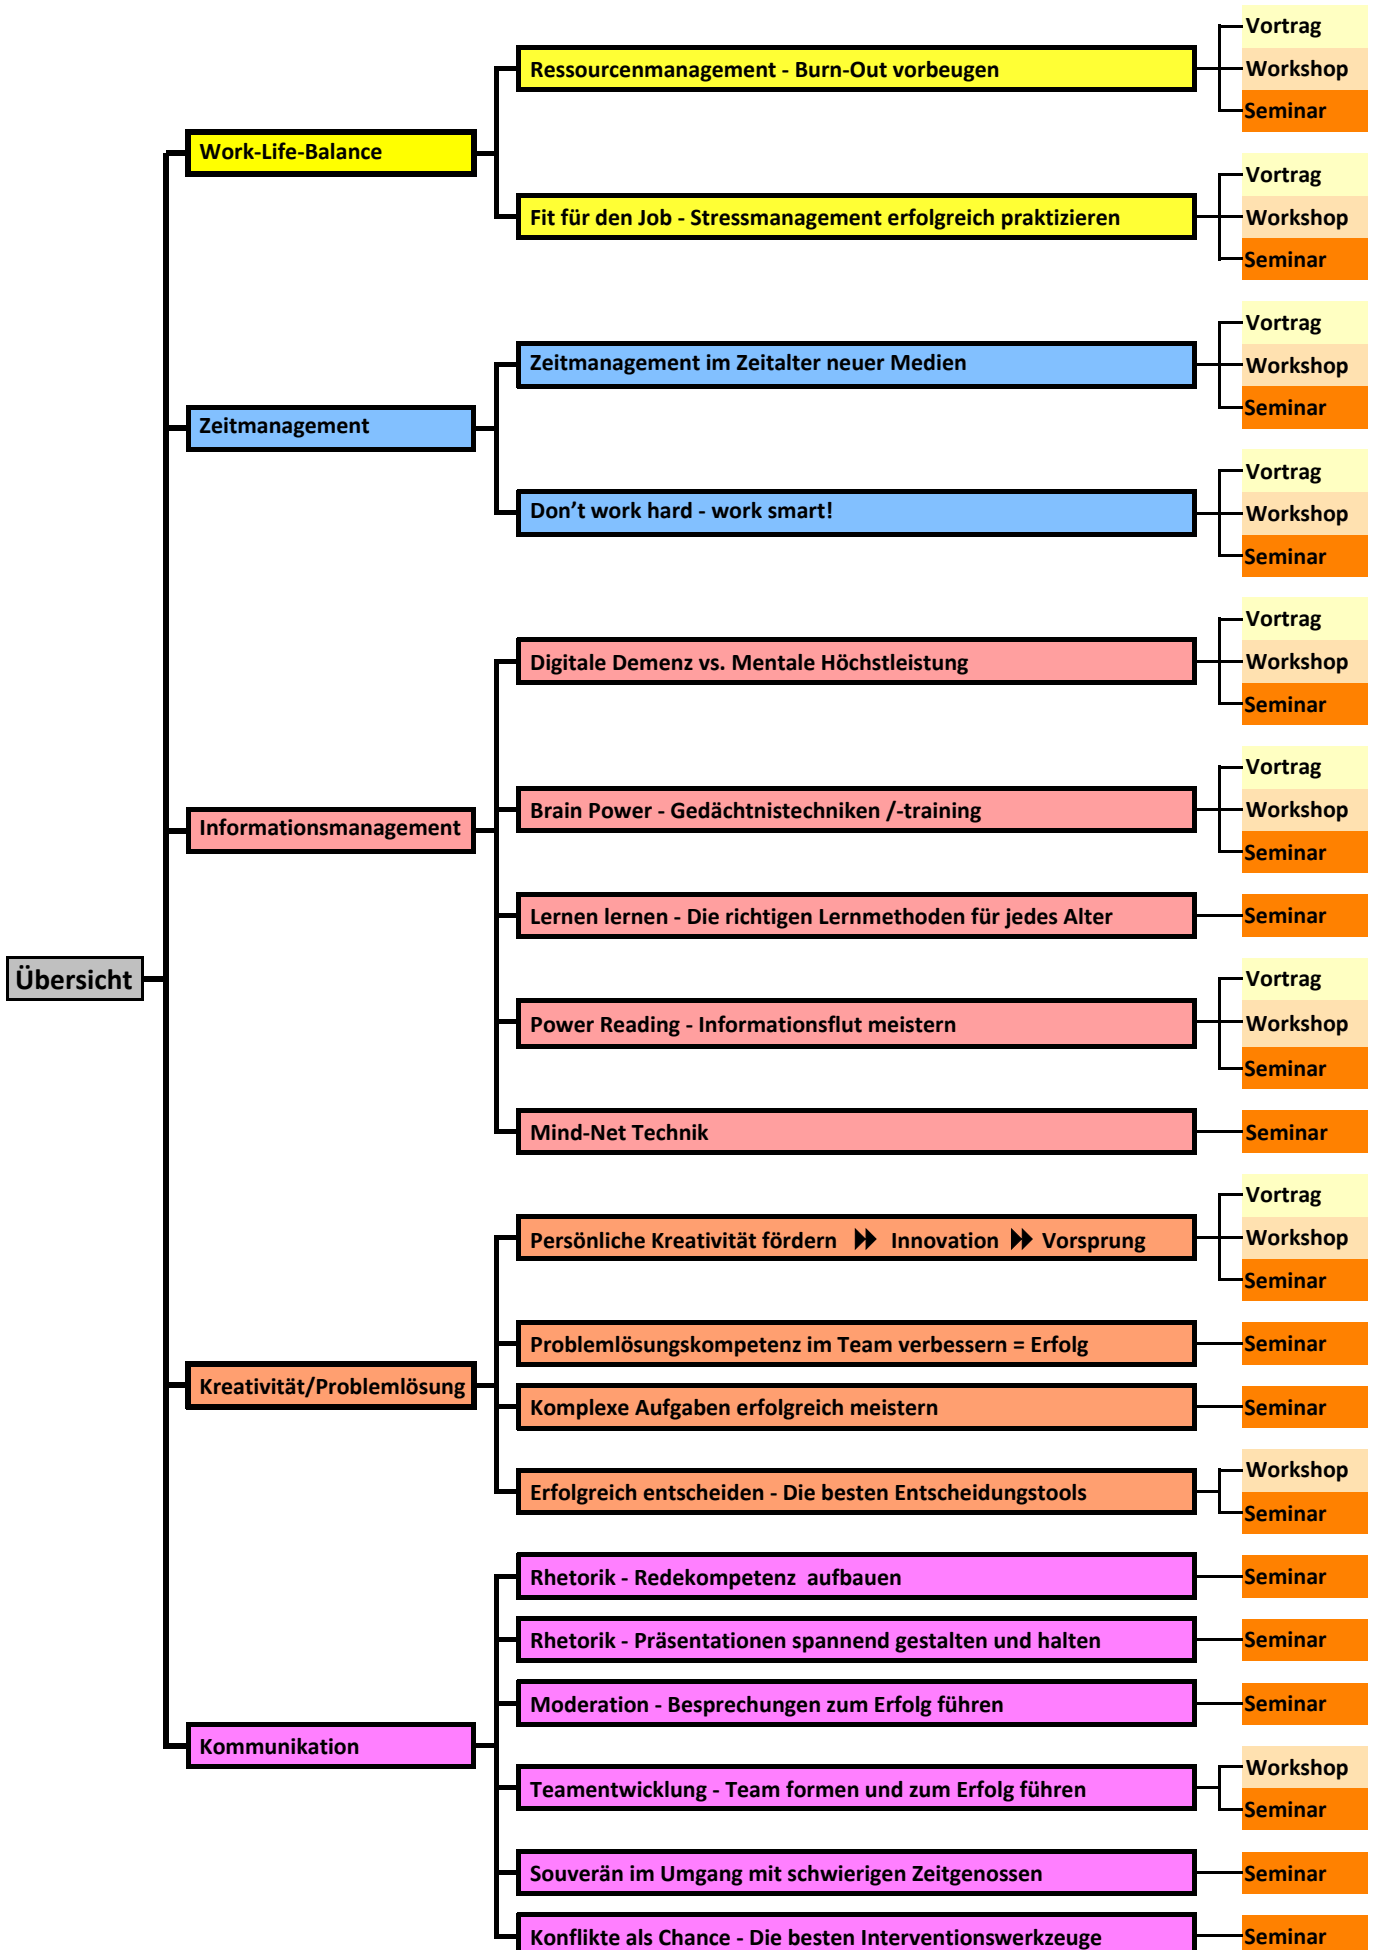 Übersicht
Work-Life-Balance
Ressourcenmanagement - Burn-Out vorbeugen
Vortrag
Workshop
Seminar
Fit für den Job - Stressmanagement erfolgreich praktizieren
Vortrag
Workshop
Seminar
Zeitmanagement
Zeitmanagement im Zeitalter neuer Medien
Vortrag
Workshop
Seminar
Don’t work hard - work smart!
Vortrag
Workshop
Seminar
Informationsmanagement
Digitale Demenz vs. Mentale Höchstleistung
Vortrag
Workshop
Seminar
Brain Power - Gedächtnistechniken /-training
Vortrag
Workshop
Seminar
Lernen lernen - Die richtigen Lernmethoden für jedes Alter
Seminar
Power Reading - Informationsflut meistern
Vortrag
Workshop
Seminar
Mind-Net Technik
Seminar
Kreativität/Problemlösung
Persönliche Kreativität fördern Innovation Vorsprung
Vortrag
Workshop
Seminar
Problemlösungskompetenz im Team verbessern = Erfolg
Seminar
Komplexe Aufgaben erfolgreich meistern
Seminar
Erfolgreich entscheiden - Die besten Entscheidungstools
Workshop
Seminar
Kommunikation
Rhetorik - Redekompetenz aufbauen
Seminar
Rhetorik - Präsentationen spannend gestalten und halten
Seminar
Moderation - Besprechungen zum Erfolg führen
Seminar
Teamentwicklung - Team formen und zum Erfolg führen
Workshop
Seminar
Souverän im Umgang mit schwierigen Zeitgenossen
Seminar
Konflikte als Chance - Die besten Interventionswerkzeuge
Seminar